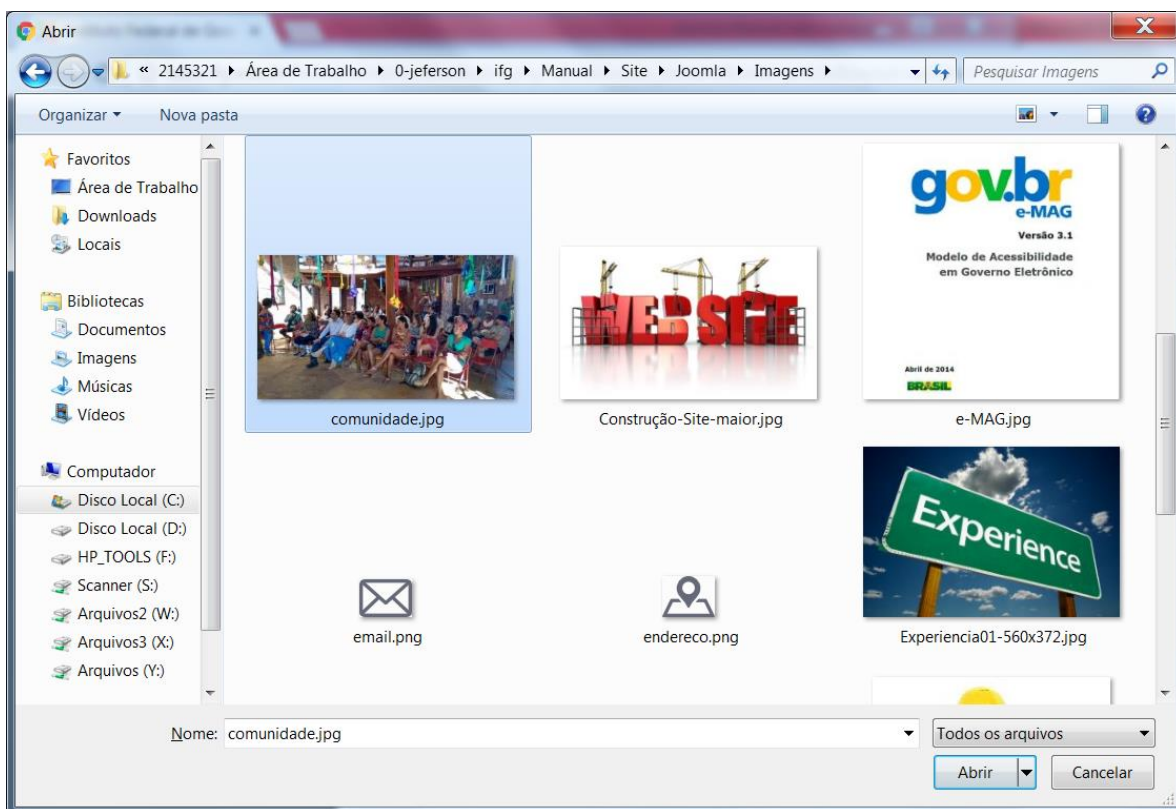 Abrir
« 2145321 ▸ Área de Trabalho ▸ 0-jeferson ▸ ifg ▸ Manual ▸ Site ▸ Joomla ▸ Imagens ▸
Pesquisar Imagens
Organizar
Nova pasta
Favoritos
Área de Trabalho
Downloads
Locais
Bibliotecas
Documentos
Imagens
Músicas
Vídeos
Computador
Disco Local (C:)
Disco Local (D:)
HP_TOOLS (F:)
Scanner (S:)
Arquivos2 (W:)
Arquivos3 (X:)
Arquivos (Y:)
comunidade.jpg
WEB SITE
Construção-Site-maior.jpg
gov.br
e-MAG
Versão 3.1
Modelo de Acessibilidade
em Governo Eletrônico
Abril de 2014
BRASIL
e-MAG.jpg
email.png
endereco.png
Experience
Experiencia01-560x372.jpg
Nome: comunidade.jpg
Todos os arquivos
Abrir
Cancelar